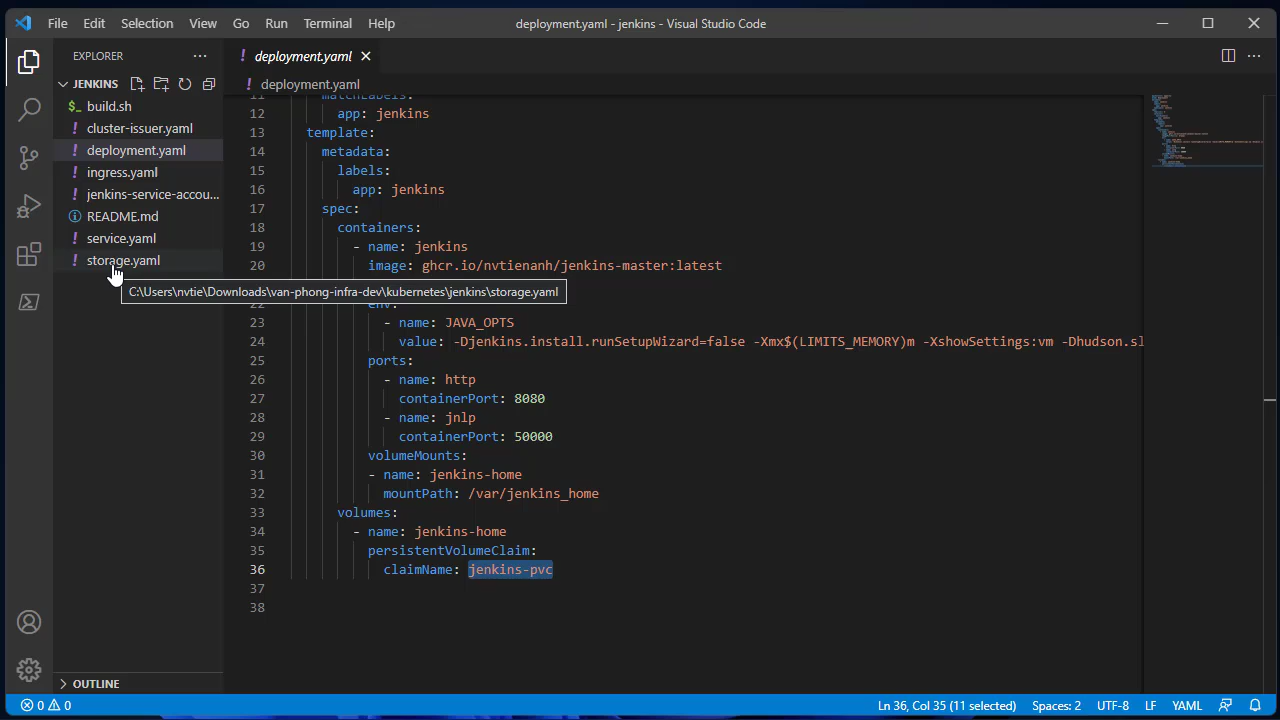 File Edit Selection View Go Run Terminal Help deployment.yaml - jenkins - Visual Studio Code
EXPLORER
JENKINS
$_ build.sh
! cluster-issuer.yaml
! deployment.yaml
! ingress.yaml
! jenkins-service-accou...
README.md
! service.yaml
! storage.yaml
C:\Users\nvtie\Downloads\van-phong-infra-dev\kubernetes\jenkins\storage.yaml
OUTLINE
! deployment.yaml
! deployment.yaml
11 matchLabels:
12 app: jenkins
13 template:
14 metadata:
15 labels:
16 app: jenkins
17 spec:
18 containers:
19 - name: jenkins
20 image: ghcr.io/nvtienanh/jenkins-master:latest
22 env:
23 - name: JAVA_OPTS
24 value: -Djenkins.install.runSetupWizard=false -Xmx$(LIMITS_MEMORY)m -XshowSettings:vm -Dhudson.sl
25 ports:
26 - name: http
27 containerPort: 8080
28 - name: jnlp
29 containerPort: 50000
30 volumeMounts:
31 - name: jenkins-home
32 mountPath: /var/jenkins_home
33 volumes:
34 - name: jenkins-home
35 persistentVolumeClaim:
36 claimName: jenkins-pvc
37
38
0 0 Ln 36, Col 35 (11 selected) Spaces: 2 UTF-8 LF YAML